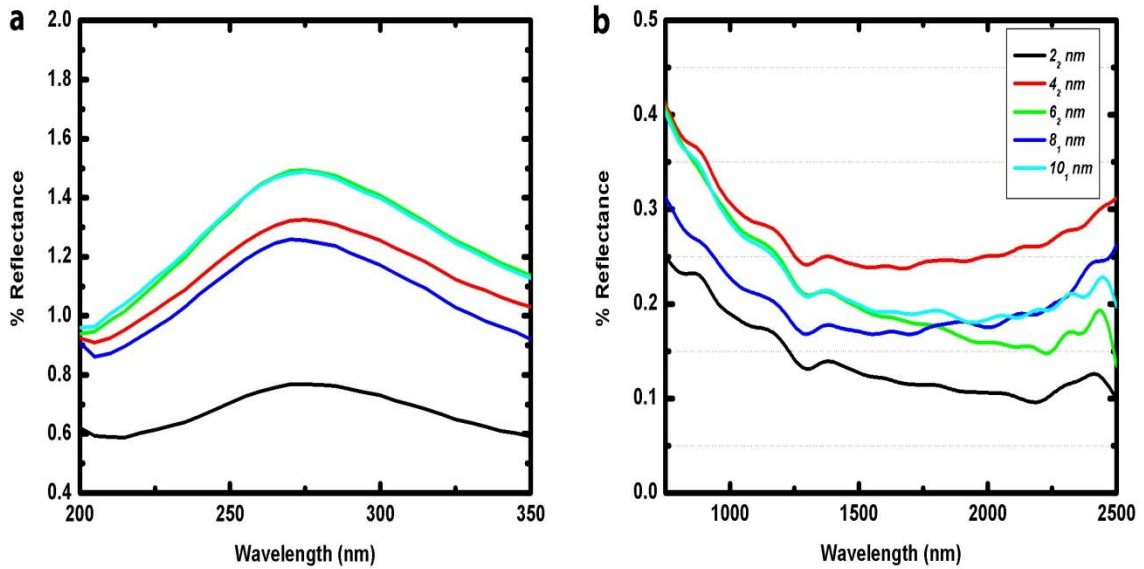 a
2.0
1.8
1.6
1.4
1.2
1.0
0.8
0.6
0.4
% Reflectance
200 250 300 350
Wavelength (nm)
b
0.5
0.4
0.3
0.2
0.1
0.0
% Reflectance
1000 1500 2000 2500
Wavelength (nm)
2₂ nm
4₂ nm
6₂ nm
8₁ nm
10₁ nm